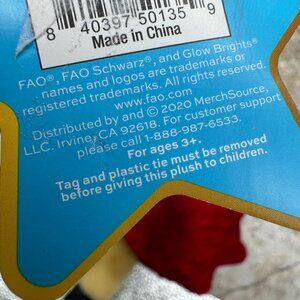 8 40397 50135 9
Made in China
FAO®, FAO Schwarz®, and Glow Brights®
names and logos are trademarks or
registered trademarks. All rights reserved.
www.fao.com
Distributed by and © 2020 MerchSource,
LLC. Irvine, CA 92618. For customer support
please call 1-888-987-6533.
For ages 3+.
Tag and plastic tie must be removed
before giving this plush to children.